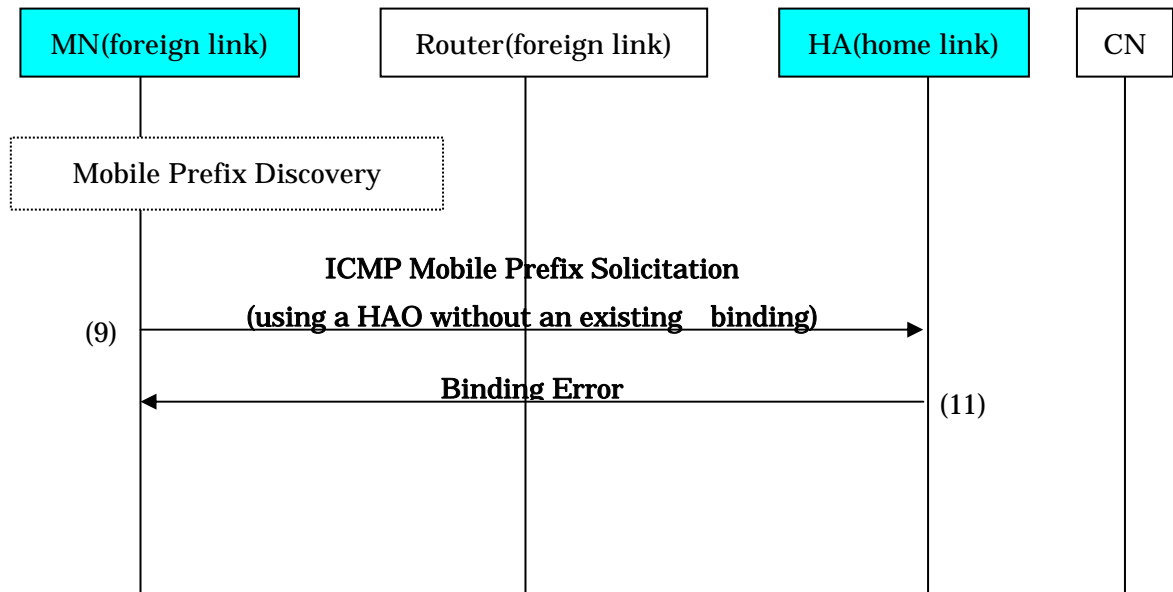 MN(foreign link)
Router(foreign link)
HA(home link)
CN
Mobile Prefix Discovery
ICMP Mobile Prefix Solicitation
(using a HAO without an existing binding)
(9)
Binding Error
(11)